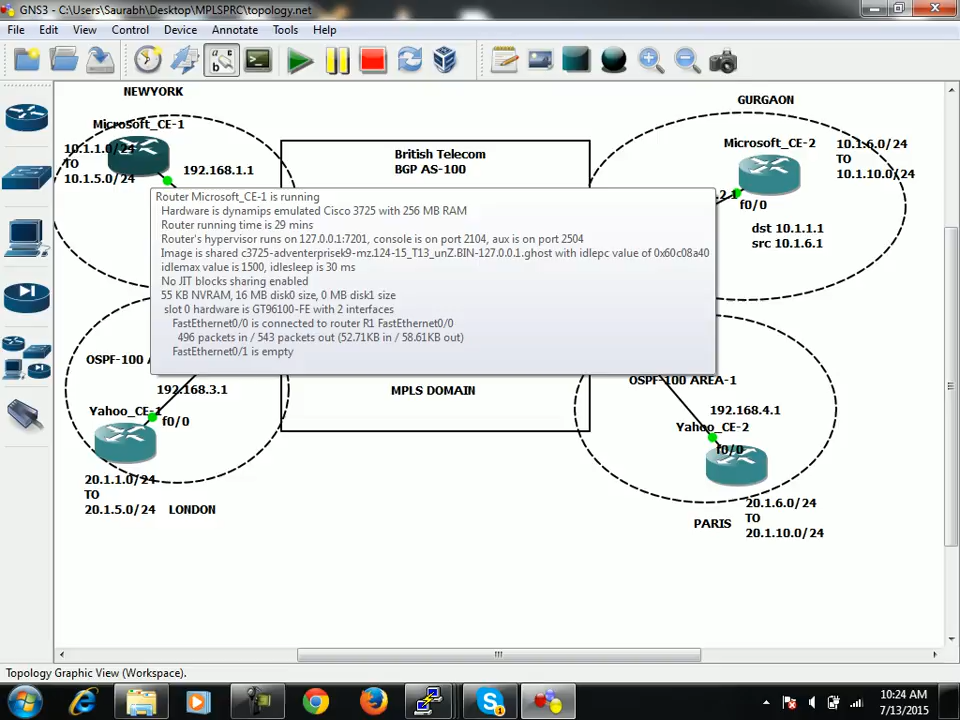 GNS3 - C:\Users\Saurabh\Desktop\MPLSPRC\topology.net
File Edit View Control Device Annotate Tools Help
NEWYORK
Microsoft_CE-1
10.1.1.0/24
TO
10.1.5.0/24
192.168.1.1
British Telecom
BGP AS-100
GURGAON
Microsoft_CE-2
10.1.6.0/24
TO
10.1.10.0/24
.2.1
f0/0
dst 10.1.1.1
src 10.1.6.1
Router Microsoft_CE-1 is running
Hardware is dynamips emulated Cisco 3725 with 256 MB RAM
Router running time is 29 mins
Router's hypervisor runs on 127.0.0.1:7201, console is on port 2104, aux is on port 2504
Image is shared c3725-adventerprisek9-mz.124-15_T13_unZ.BIN-127.0.0.1.ghost with idlepc value of 0x60c08a40
idlemax value is 1500, idlesleep is 30 ms
No JIT blocks sharing enabled
55 KB NVRAM, 16 MB disk0 size, 0 MB disk1 size
slot 0 hardware is GT96100-FE with 2 interfaces
FastEthernet0/0 is connected to router R1 FastEthernet0/0
496 packets in / 543 packets out (52.71KB in / 58.61KB out)
FastEthernet0/1 is empty
OSPF-100 A
192.168.3.1
Yahoo_CE-1
f0/0
20.1.1.0/24
TO
20.1.5.0/24 LONDON
MPLS DOMAIN
OSPF-100 AREA-1
192.168.4.1
Yahoo_CE-2
f0/0
20.1.6.0/24
TO
20.1.10.0/24
PARIS
Topology Graphic View (Workspace).
10:24 AM
7/13/2015